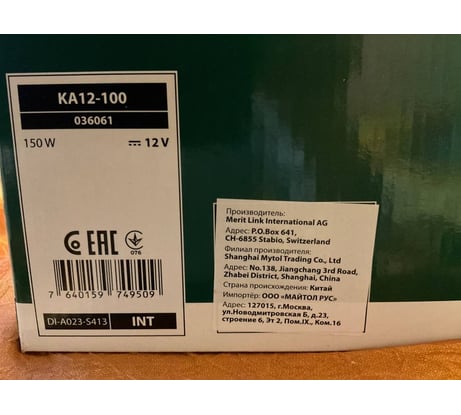 KA12-100
036061
150 W
12 V
EAC
076
7 640159 749509
DI-A023-S413
INT
Производитель:
Merit Link International AG
Адрес: P.O.Box 641,
CH-6855 Stabio, Switzerland
Филиал производителя:
Shanghai Mytol Trading Co., Ltd
Адрес: No.138, Jiangchang 3rd Road,
Zhabei District, Shanghai, China
Страна происхождения: Китай
Импортёр: ООО «МАЙТОЛ РУС»
Адрес: 127015, г.Москва,
ул.Новодмитровская Б, д.23,
строение 6, Эт 2, Пом.IX, Ком.16